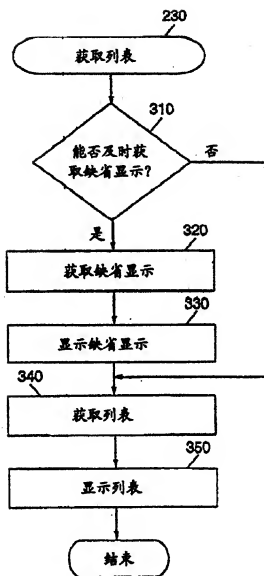 230
获取列表
310
能否及时获
取缺省显示?
否
是
320
获取缺省显示
330
显示缺省显示
340
获取列表
350
显示列表
结束